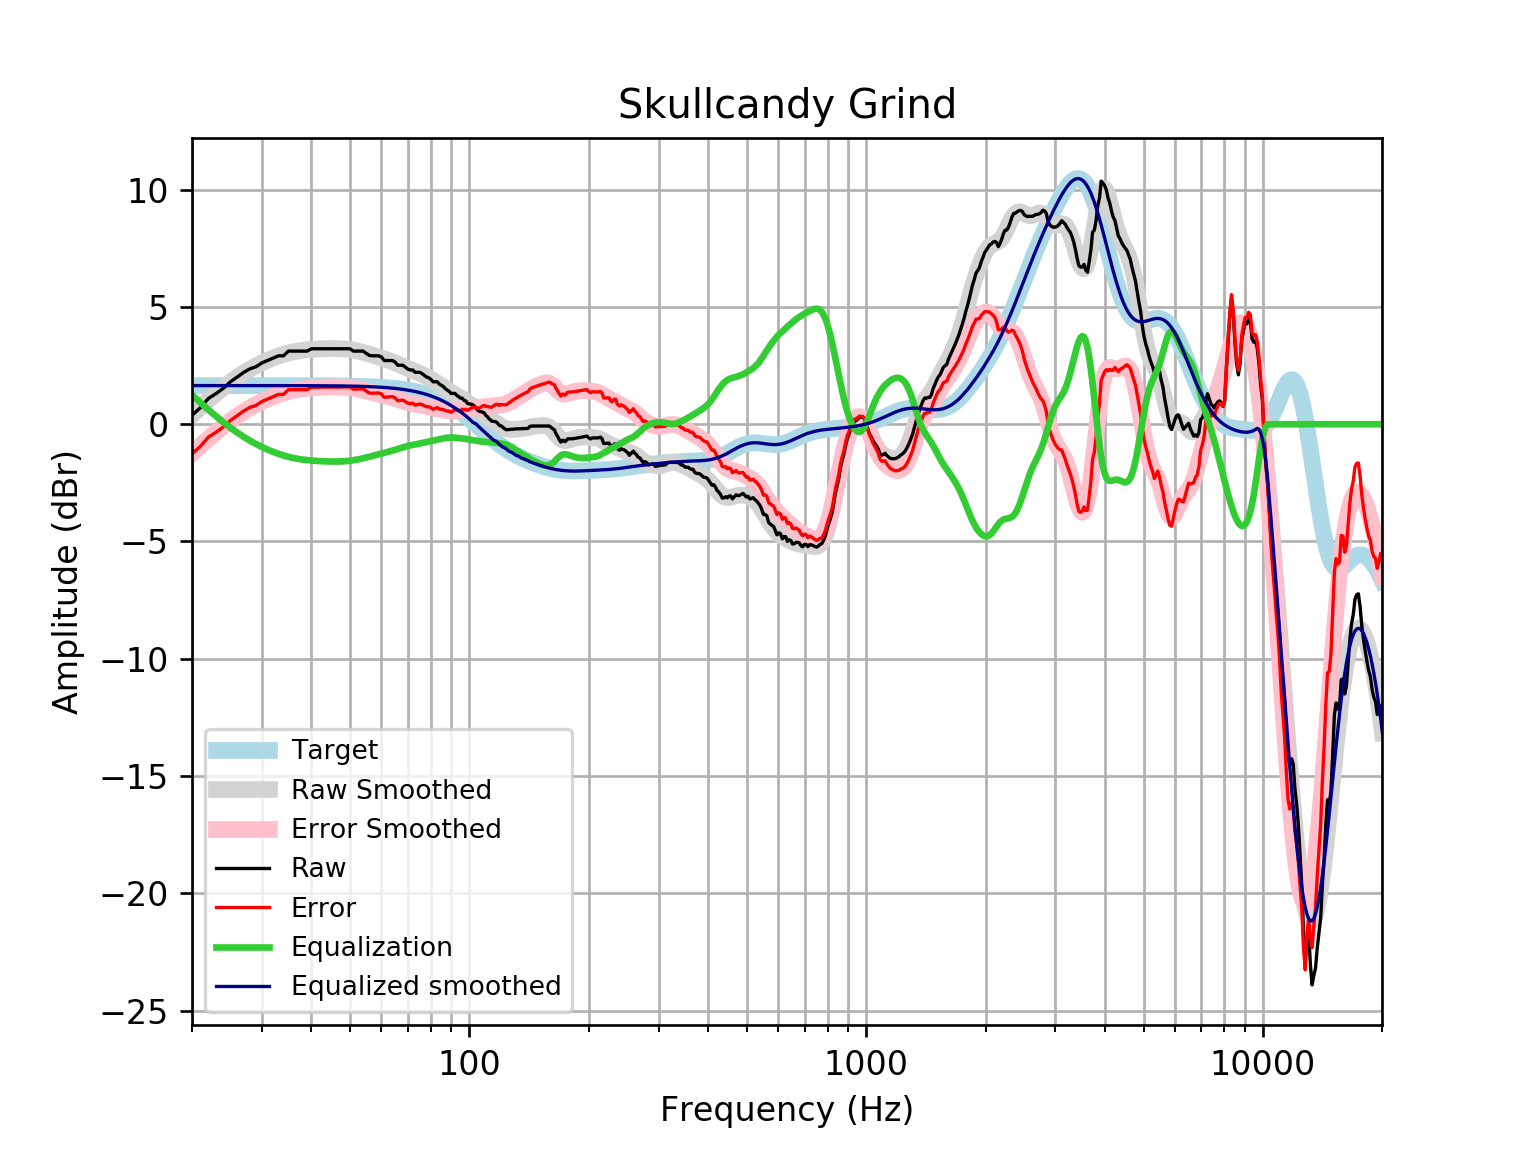 Skullcandy Grind
10
5
0
−5
−10
−15
−20
−25
Amplitude (dBr)
Target
Raw Smoothed
Error Smoothed
Raw
Error
Equalization
Equalized smoothed
100
1000
10000
Frequency (Hz)